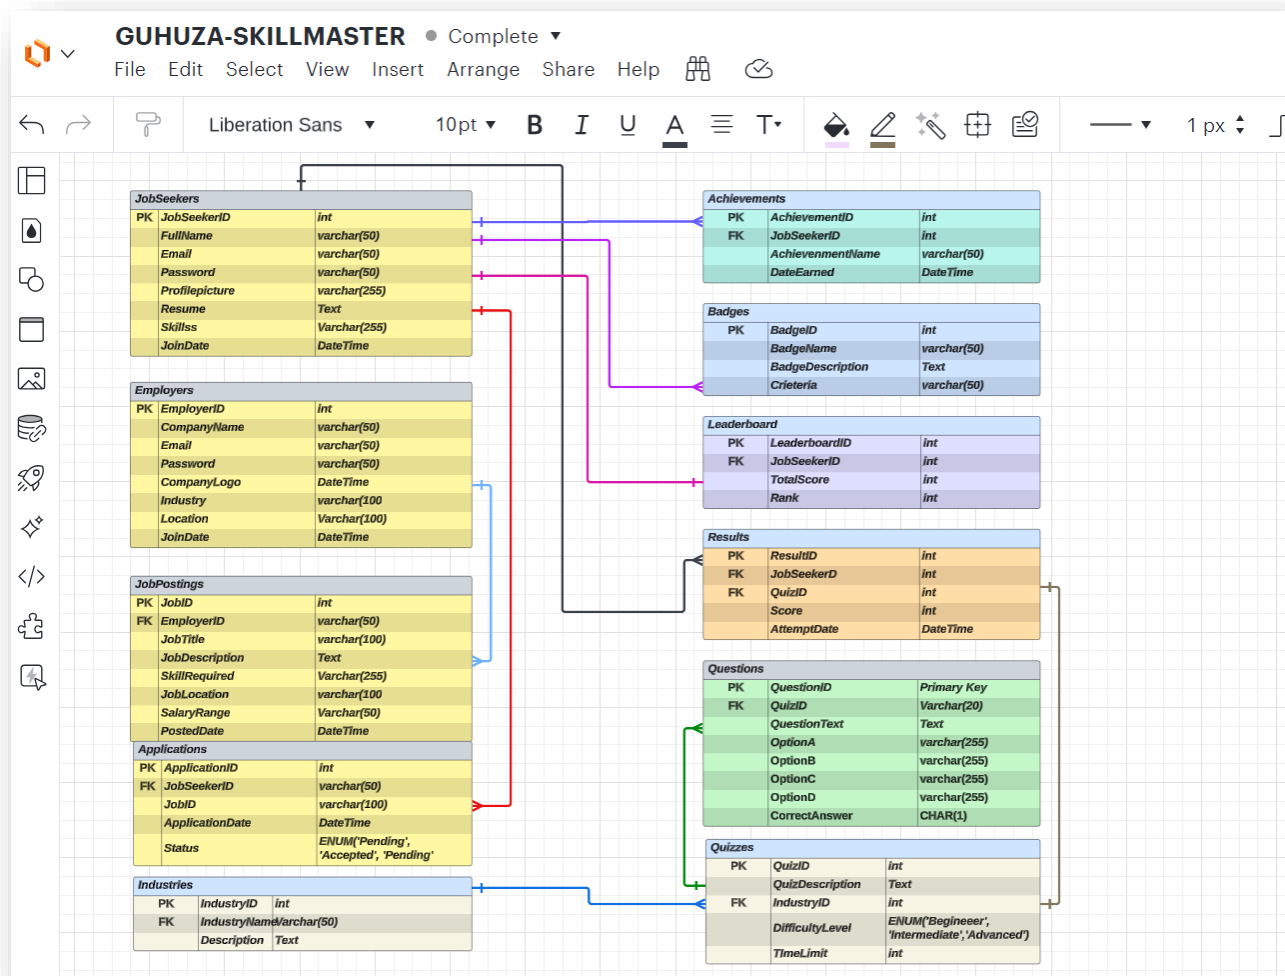 GUHUZA-SKILLMASTER Complete
File Edit Select View Insert Arrange Share Help
Liberation Sans 10pt B I U A T 1 px
JobSeekers
PK JobSeekerID int
FullName varchar(50)
Email varchar(50)
Password varchar(50)
Profilepicture varchar(255)
Resume Text
Skillss Varchar(255)
JoinDate DateTime
Employers
PK EmployerID int
CompanyName varchar(50)
Email varchar(50)
Password varchar(50)
CompanyLogo DateTime
Industry varchar(100
Location Varchar(100)
JoinDate DateTime
JobPostings
PK JobID int
FK EmployerID varchar(50)
JobTitle varchar(100)
JobDescription Text
SkillRequired Varchar(255)
JobLocation varchar(100
SalaryRange Varchar(50)
PostedDate DateTime
Applications
PK ApplicationID int
FK JobSeekerID varchar(50)
JobID varchar(100)
ApplicationDate DateTime
Status ENUM('Pending',
'Accepted', 'Pending'
Industries
PK IndustryID int
FK IndustryName Varchar(50)
Description Text
Achievements
PK AchievementID int
FK JobSeekerID int
AchievenmentName varchar(50)
DateEarned DateTime
Badges
PK BadgeID int
BadgeName varchar(50)
BadgeDescription Text
Crieteria varchar(50)
Leaderboard
PK LeaderboardID int
FK JobSeekerID int
TotalScore int
Rank int
Results
PK ResultID int
FK JobSeekerD int
FK QuizID int
Score int
AttemptDate DateTime
Questions
PK QuestionID Primary Key
FK QuizID Varchar(20)
QuestionText Text
OptionA varchar(255)
OptionB varchar(255)
OptionC varchar(255)
OptionD varchar(255)
CorrectAnswer CHAR(1)
Quizzes
PK QuizID int
QuizDescription Text
FK IndustryID int
DifficultyLevel ENUM('Begineeer',
'Intermediate','Advanced')
TImeLimit int